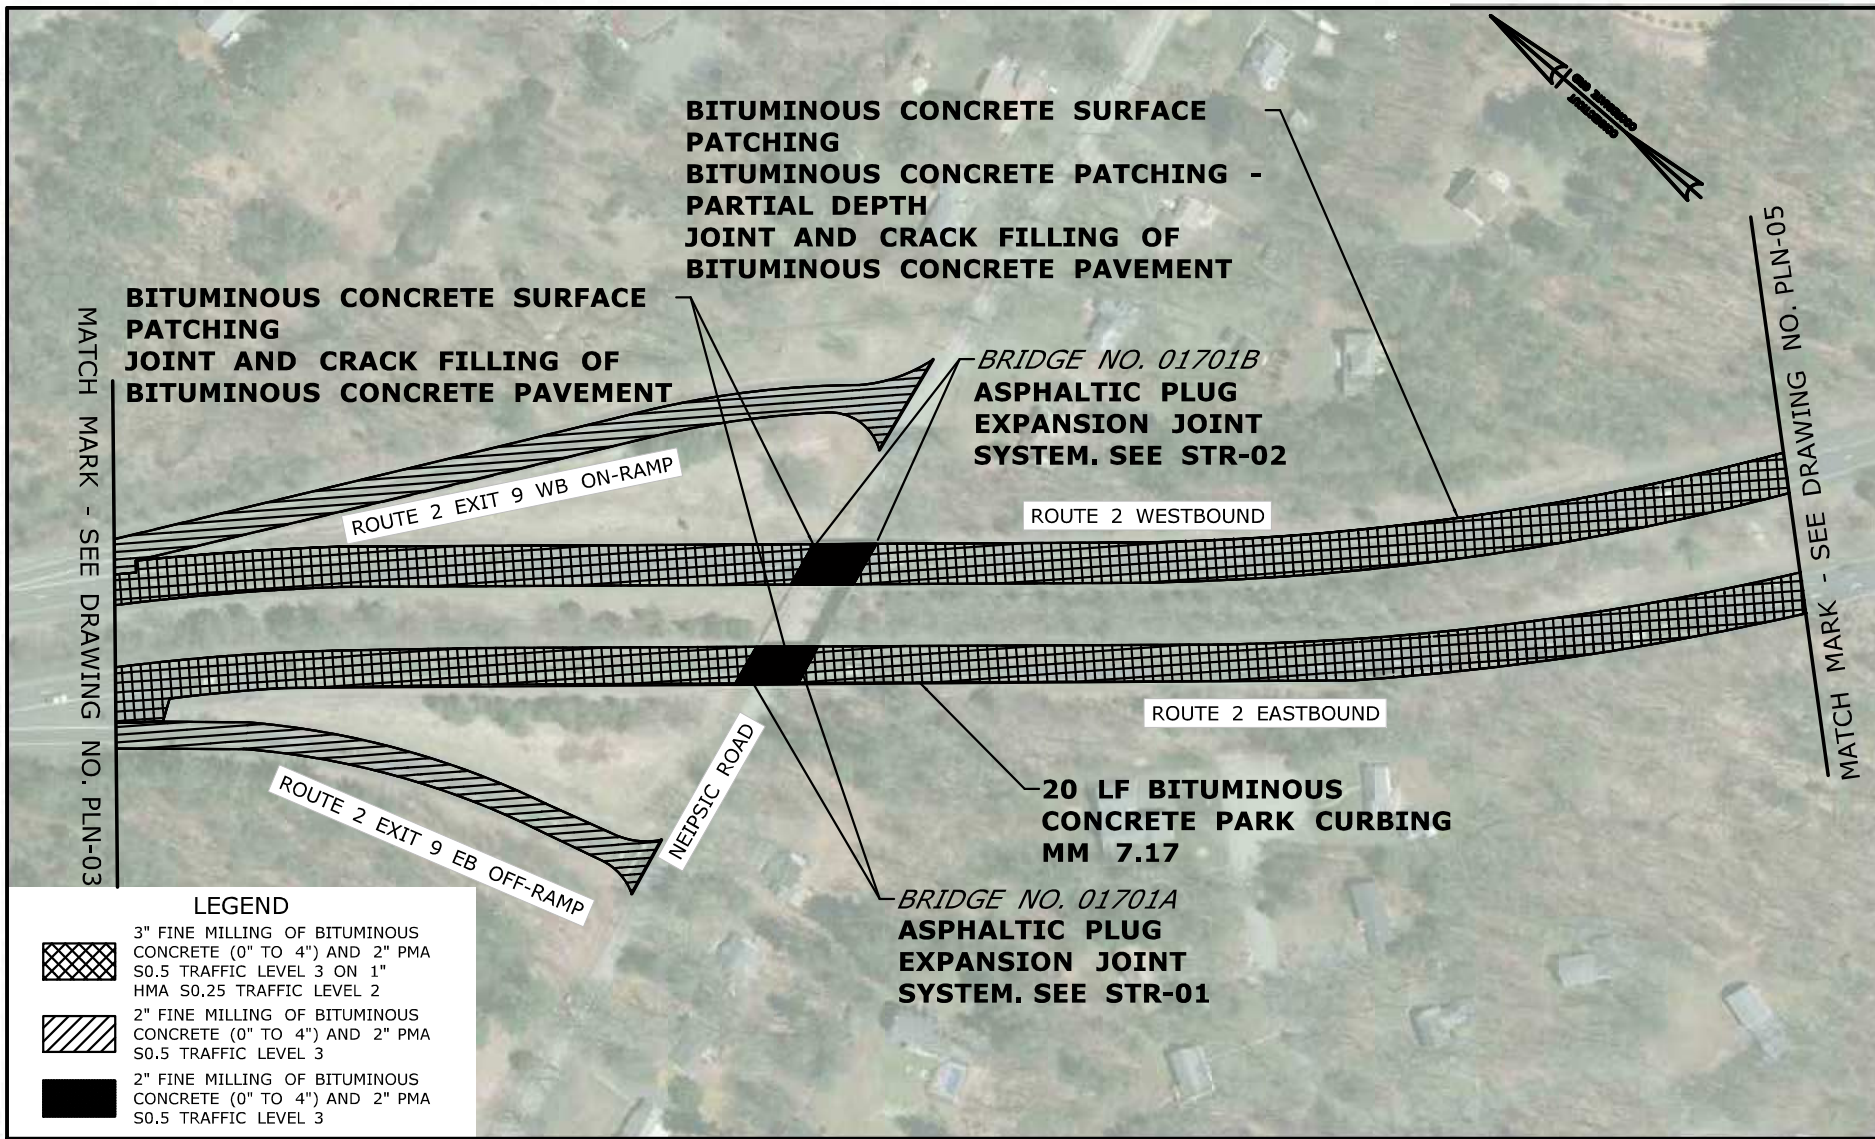 BITUMINOUS CONCRETE SURFACE
PATCHING
BITUMINOUS CONCRETE PATCHING -
PARTIAL DEPTH
JOINT AND CRACK FILLING OF
BITUMINOUS CONCRETE PAVEMENT
BITUMINOUS CONCRETE SURFACE
PATCHING
JOINT AND CRACK FILLING OF
BITUMINOUS CONCRETE PAVEMENT
BRIDGE NO. 01701B
ASPHALTIC PLUG
EXPANSION JOINT
SYSTEM. SEE STR-02
MATCH MARK - SEE DRAWING NO. PLN-03
MATCH MARK - SEE DRAWING NO. PLN-05
ROUTE 2 EXIT 9 WB ON-RAMP
ROUTE 2 WESTBOUND
ROUTE 2 EASTBOUND
NEIPSIC ROAD
ROUTE 2 EXIT 9 EB OFF-RAMP
20 LF BITUMINOUS
CONCRETE PARK CURBING
MM 7.17
BRIDGE NO. 01701A
ASPHALTIC PLUG
EXPANSION JOINT
SYSTEM. SEE STR-01
LEGEND
3" FINE MILLING OF BITUMINOUS
CONCRETE (0" TO 4") AND 2" PMA
S0.5 TRAFFIC LEVEL 3 ON 1"
HMA S0.25 TRAFFIC LEVEL 2
2" FINE MILLING OF BITUMINOUS
CONCRETE (0" TO 4") AND 2" PMA
S0.5 TRAFFIC LEVEL 3
2" FINE MILLING OF BITUMINOUS
CONCRETE (0" TO 4") AND 2" PMA
S0.5 TRAFFIC LEVEL 3